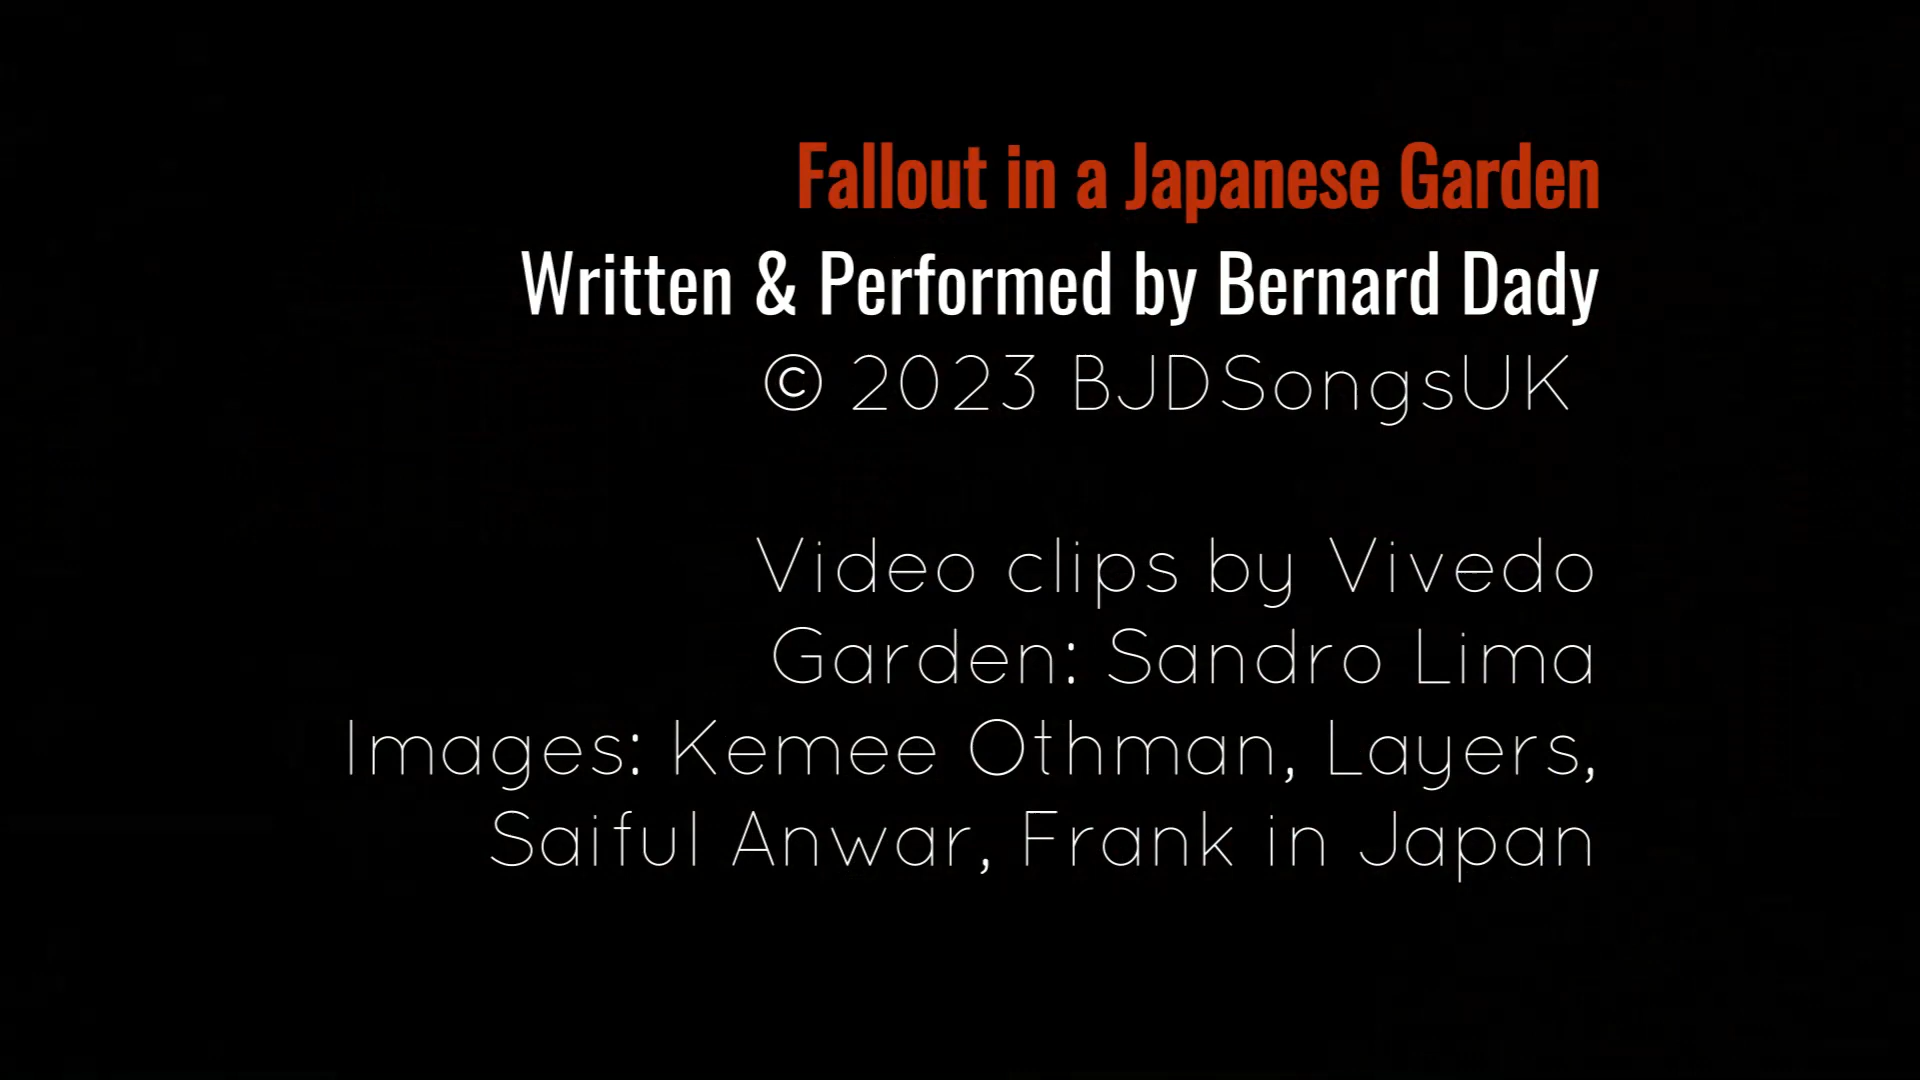 Fallout in a Japanese Garden
Written & Performed by Bernard Dady
© 2023 BJDSongsUK
Video clips by Vivedo
Garden: Sandro Lima
Images: Kemee Othman, Layers,
Saiful Anwar, Frank in Japan